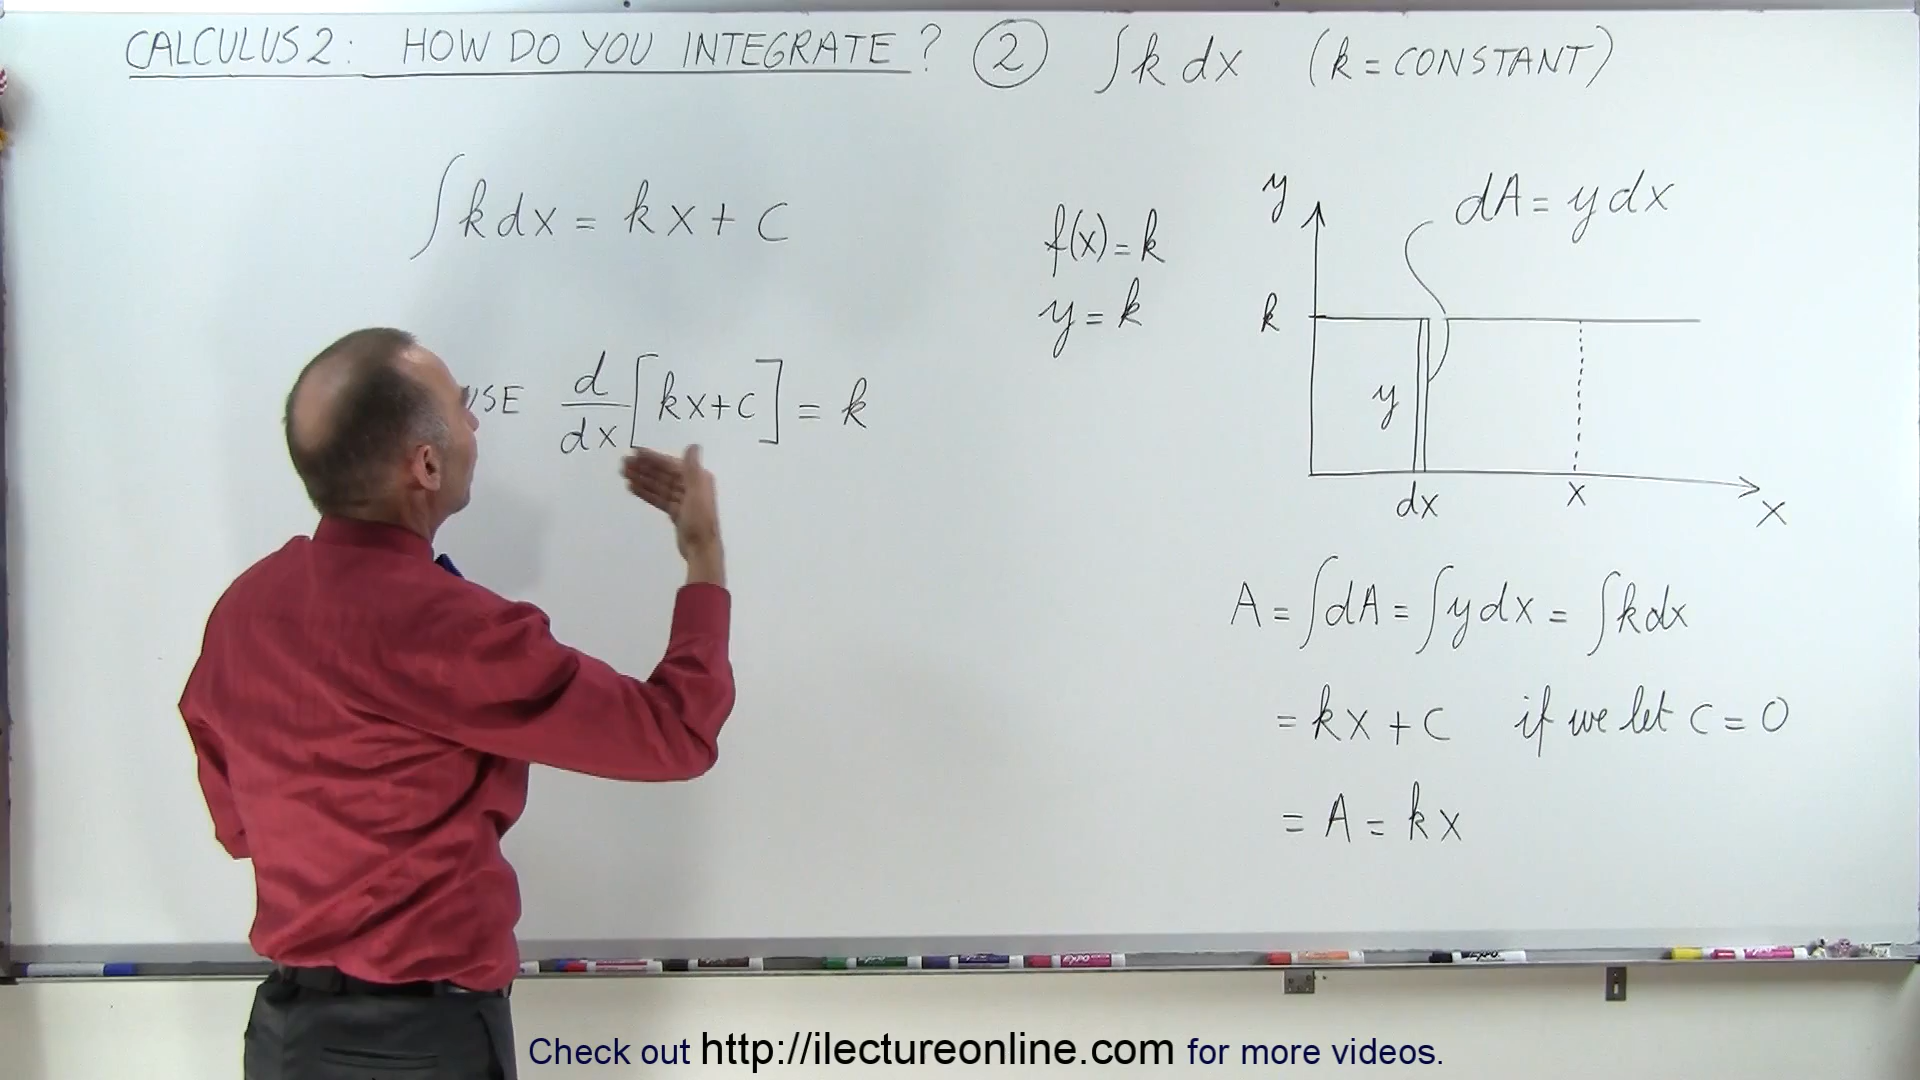 CALCULUS 2: HOW DO YOU INTEGRATE? ② ∫k dx (k = CONSTANT)
∫k dx = kx + C
d/dx [kx + C] = k
f(x) = k
y = k
y
dA = y dx
k
y
dx
x
x
A = ∫dA = ∫y dx = ∫k dx
= kx + C if we let C = 0
= A = kx
EXPO
Check out http://ilectureonline.com for more videos.